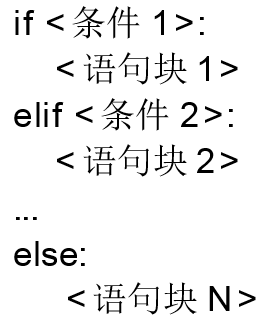 if <条件 1>:
<语句块 1>
elif <条件 2>:
<语句块 2>
...
else:
<语句块 N>